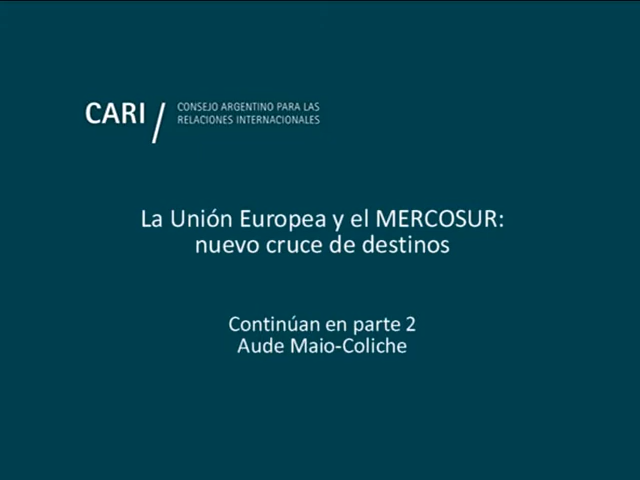 CARI /
CONSEJO ARGENTINO PARA LAS
RELACIONES INTERNACIONALES
La Unión Europea y el MERCOSUR:
nuevo cruce de destinos
Continúan en parte 2
Aude Maio-Coliche